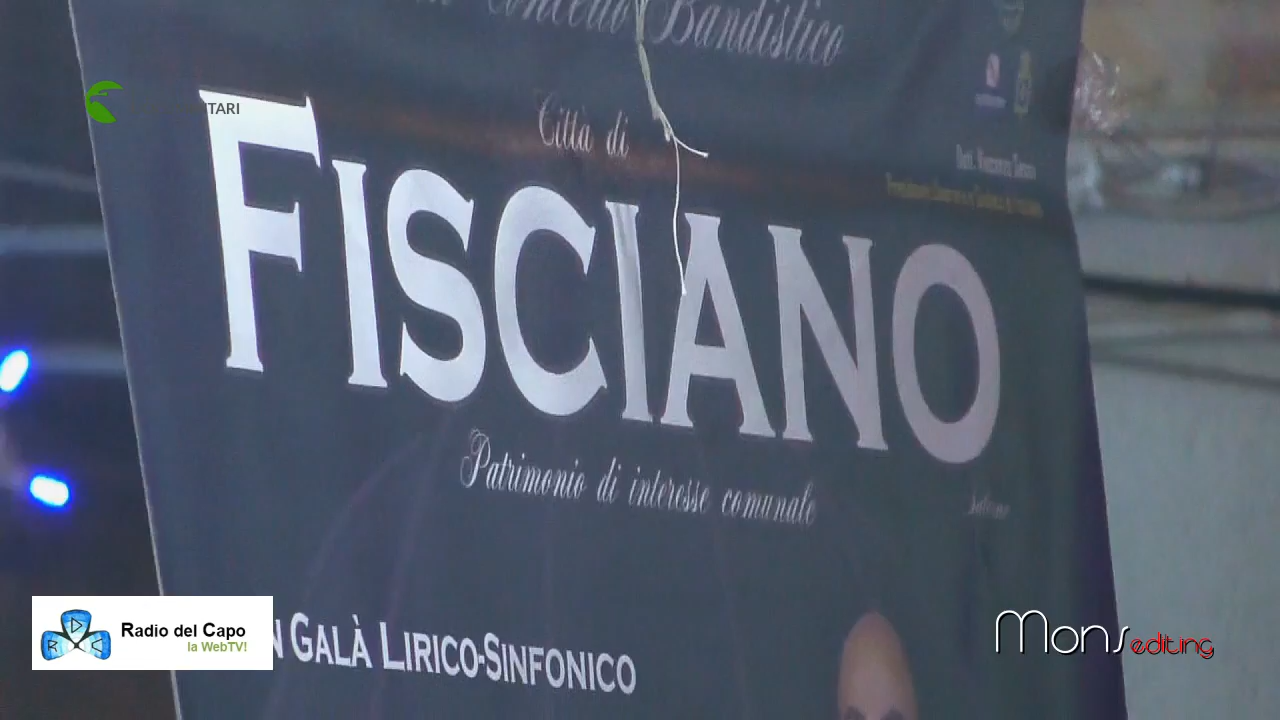 Concerto Bandistico
TARI
Città di
FISCIANO
Patrimonio di interesse comunale
Salerno
N GALÀ LIRICO-SINFONICO
Radio del Capo
la WebTV!
Mons editing